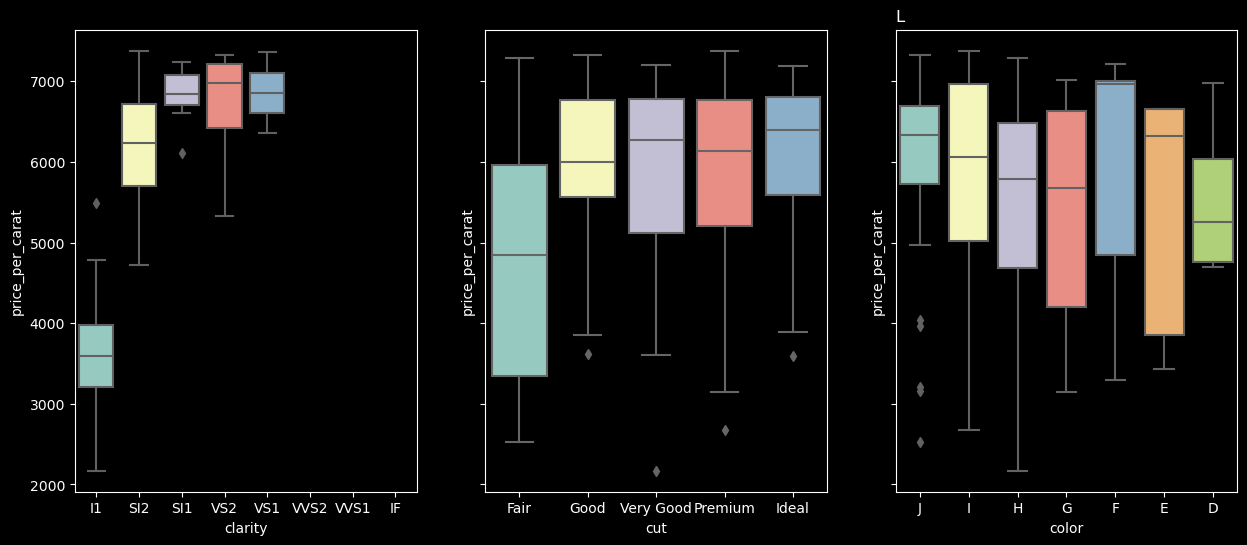 L
price_per_carat
7000
6000
5000
4000
3000
2000
I1 SI2 SI1 VS2 VS1 VVS2 VVS1 IF
clarity
price_per_carat
Fair Good Very Good Premium Ideal
cut
price_per_carat
J I H G F E D
color